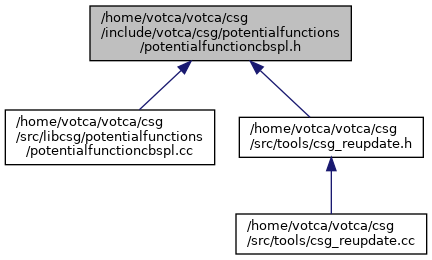 /home/votca/votca/csg
/include/votca/csg/potentialfunctions
/potentialfunctioncbspl.h
/home/votca/votca/csg
/src/libcsg/potentialfunctions
/potentialfunctioncbspl.cc
/home/votca/votca/csg
/src/tools/csg_reupdate.h
/home/votca/votca/csg
/src/tools/csg_reupdate.cc